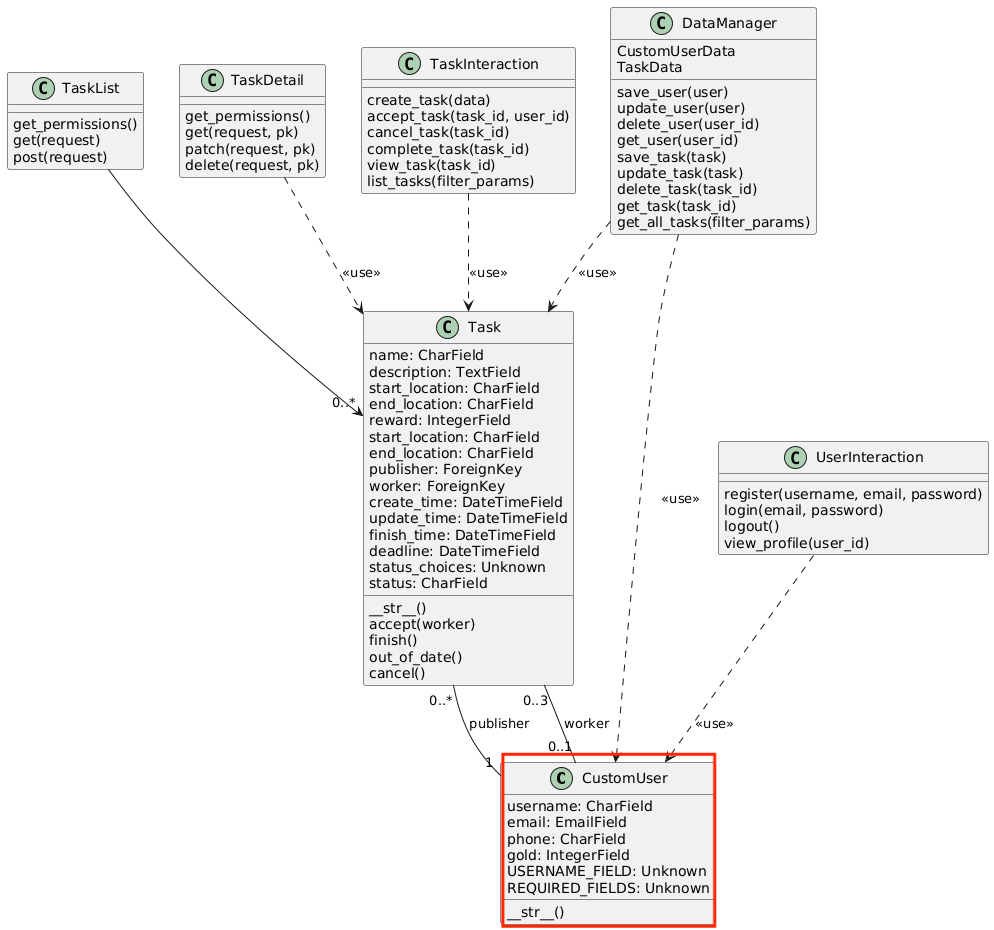 C DataManager
CustomUserData
TaskData
save_user(user)
update_user(user)
delete_user(user_id)
get_user(user_id)
save_task(task)
update_task(task)
delete_task(task_id)
get_task(task_id)
get_all_tasks(filter_params)
C TaskInteraction
create_task(data)
accept_task(task_id, user_id)
cancel_task(task_id)
complete_task(task_id)
view_task(task_id)
list_tasks(filter_params)
C TaskDetail
get_permissions()
get(request, pk)
patch(request, pk)
delete(request, pk)
C TaskList
get_permissions()
get(request)
post(request)
«use»
«use»
«use»
C Task
name: CharField
description: TextField
start_location: CharField
end_location: CharField
reward: IntegerField
start_location: CharField
end_location: CharField
publisher: ForeignKey
worker: ForeignKey
create_time: DateTimeField
update_time: DateTimeField
finish_time: DateTimeField
deadline: DateTimeField
status_choices: Unknown
status: CharField
__str__()
accept(worker)
finish()
out_of_date()
cancel()
0..*
C UserInteraction
register(username, email, password)
login(email, password)
logout()
view_profile(user_id)
«use»
0..*
0..3
publisher
worker
«use»
0..1
1
C CustomUser
username: CharField
email: EmailField
phone: CharField
gold: IntegerField
USERNAME_FIELD: Unknown
REQUIRED_FIELDS: Unknown
__str__()